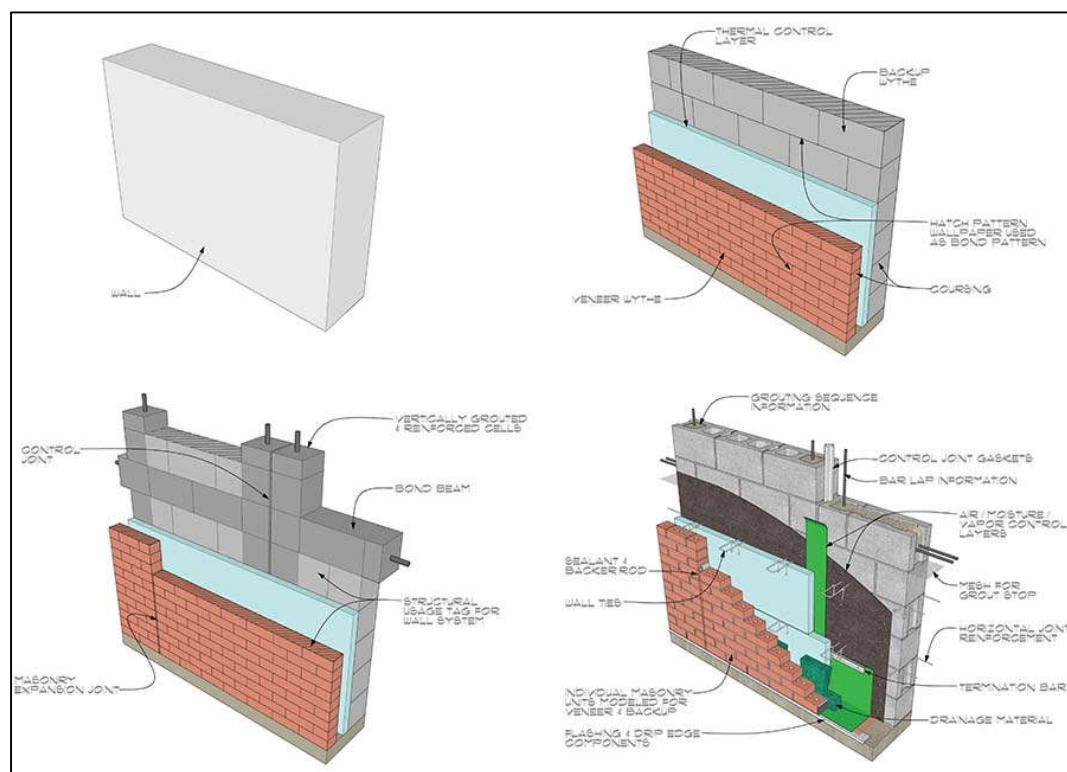 WALL
THERMAL CONTROL
LAYER
BACKUP
WYTHE
HATCH PATTERN
WALLPAPER USED
AS BOND PATTERN
VENEER WYTHE
COURSING
CONTROL
JOINT
VERTICALLY GROUTED
& REINFORCED CELLS
BOND BEAM
STRUCTURAL
USAGE TAG FOR
WALL SYSTEM
MASONRY
EXPANSION JOINT
GROUTING SEQUENCE
INFORMATION
CONTROL JOINT GASKETS
BAR LAP INFORMATION
AIR / MOISTURE /
VAPOR CONTROL
LAYERS
SEALANT &
BACKER ROD
WALL TIES
MESH FOR
GROUT STOP
HORIZONTAL JOINT
REINFORCEMENT
TERMINATION BAR
INDIVIDUAL MASONRY
UNITS MODELED FOR
VENEER & BACKUP
DRANAGE MATERIAL
FLASHING & DRIP EDGE
COMPONENTS